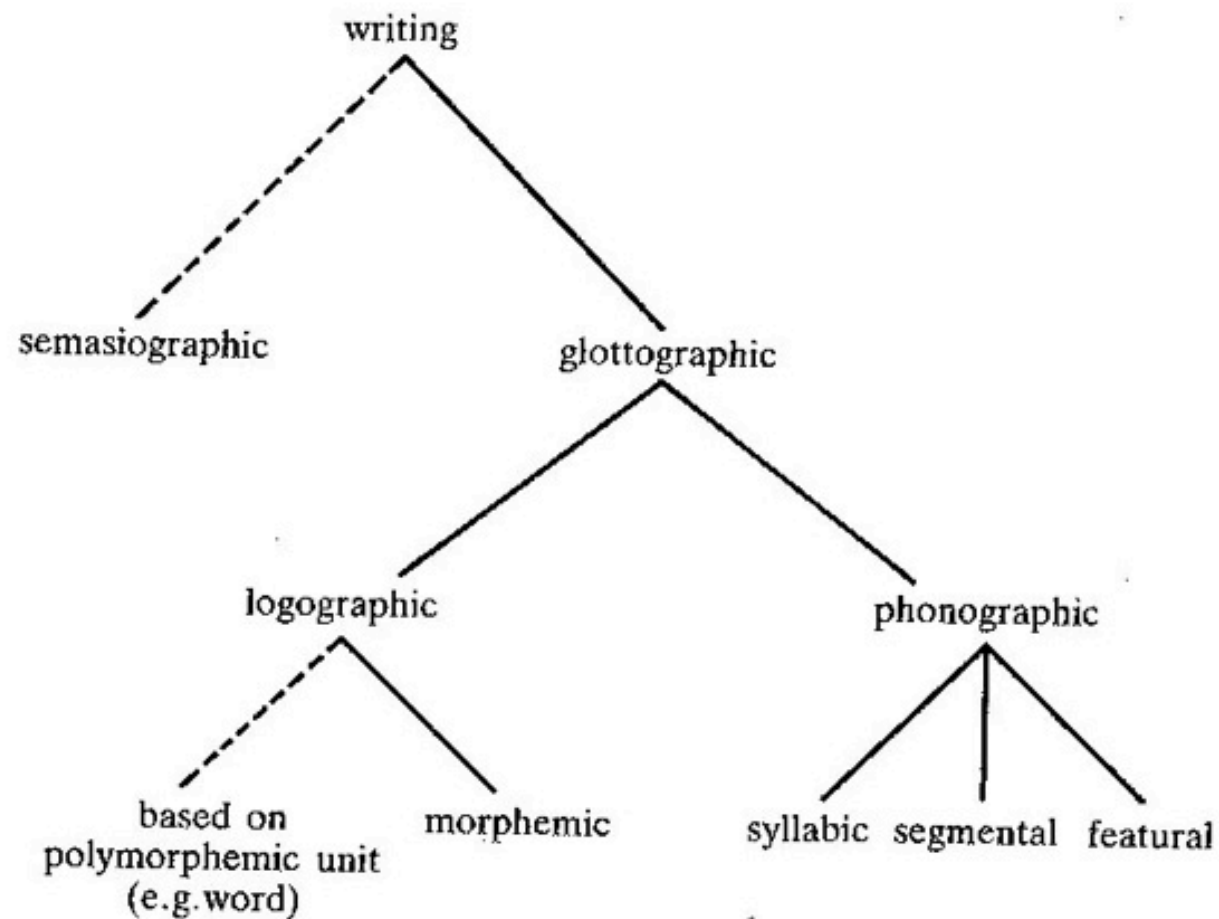 writing
semasiographic
glottographic
logographic
phonographic
based on
polymorphemic unit
(e.g.word)
morphemic
syllabic segmental featural